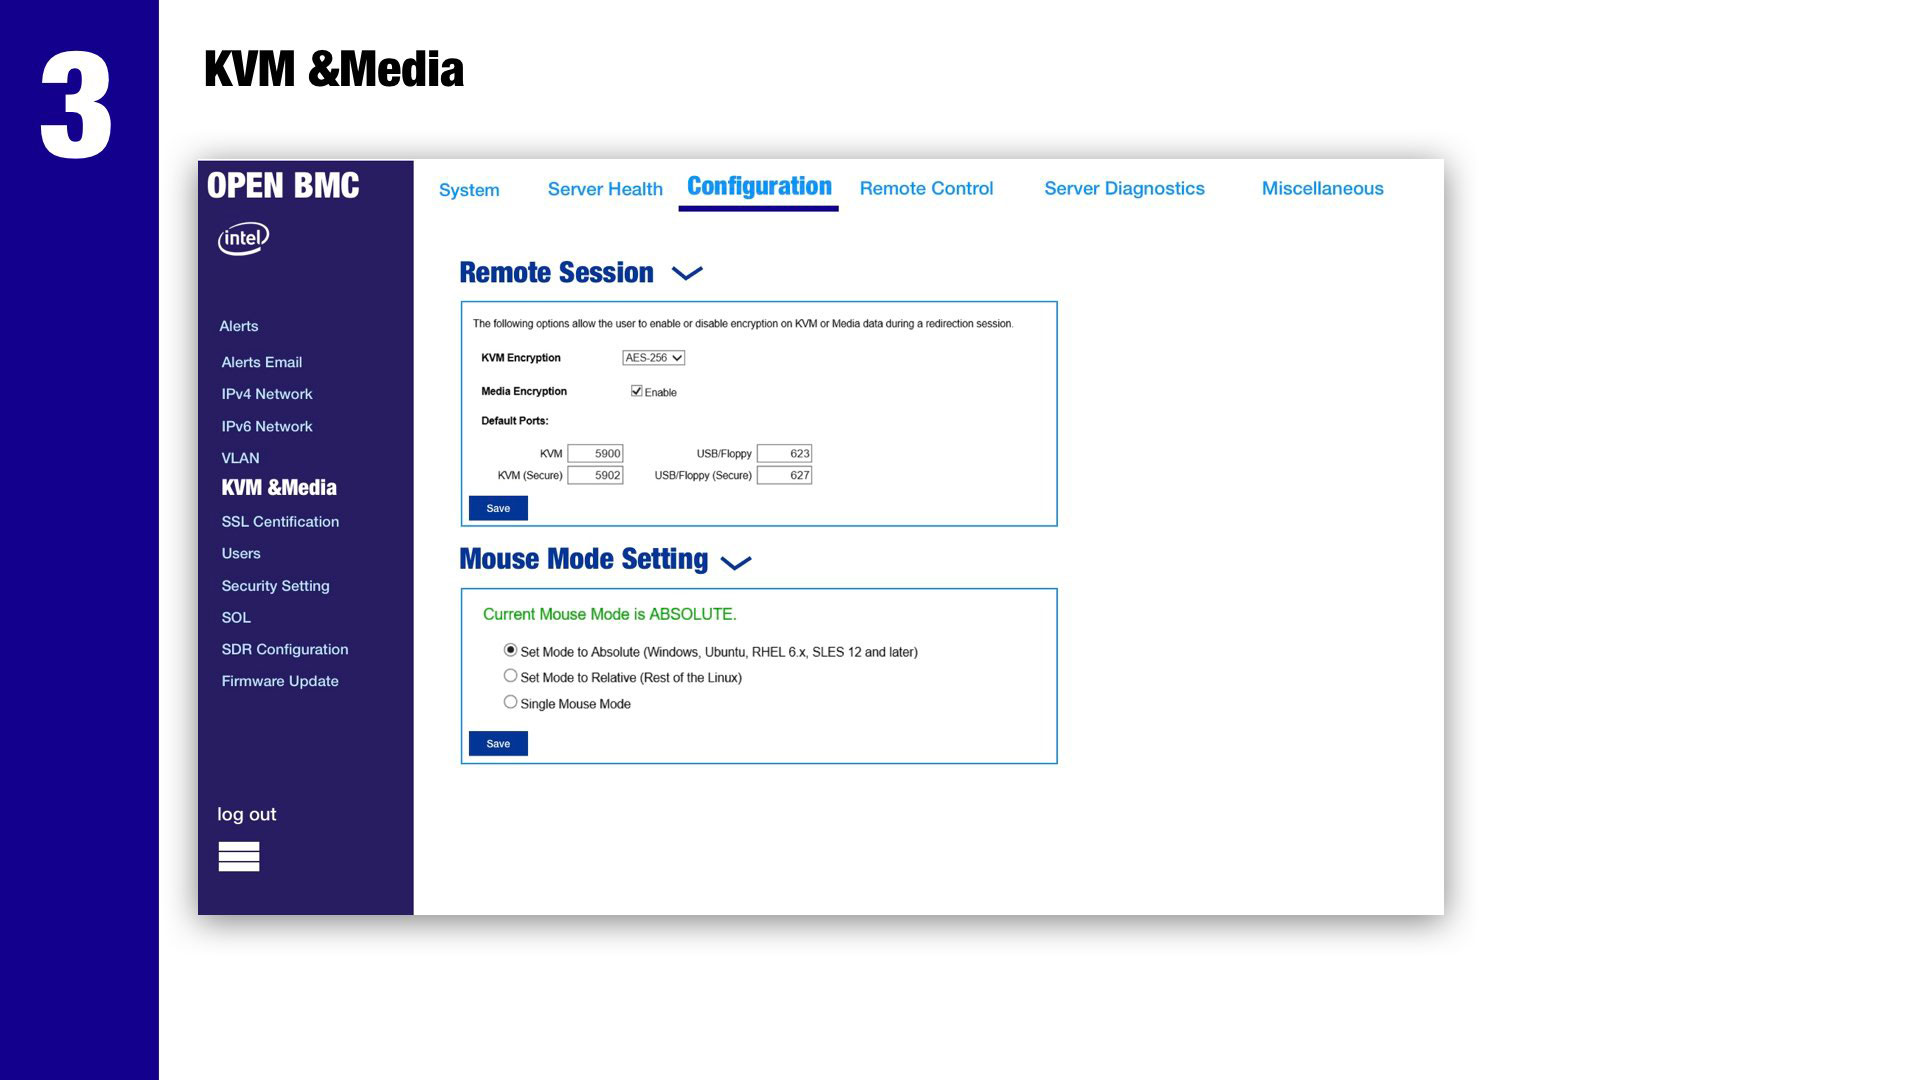 3
KVM &Media
OPEN BMC
intel
System Server Health Configuration Remote Control Server Diagnostics Miscellaneous
Alerts
Alerts Email
IPv4 Network
IPv6 Network
VLAN
KVM &Media
SSL Centification
Users
Security Setting
SOL
SDR Configuration
Firmware Update
log out
Remote Session
The following options allow the user to enable or disable encryption on KVM or Media data during a redirection session.
KVM Encryption AES-256
Media Encryption Enable
Default Ports:
KVM 5900 USB/Floppy 623
KVM (Secure) 5902 USB/Floppy (Secure) 627
Save
Mouse Mode Setting
Current Mouse Mode is ABSOLUTE.
Set Mode to Absolute (Windows, Ubuntu, RHEL 6.x, SLES 12 and later)
Set Mode to Relative (Rest of the Linux)
Single Mouse Mode
Save